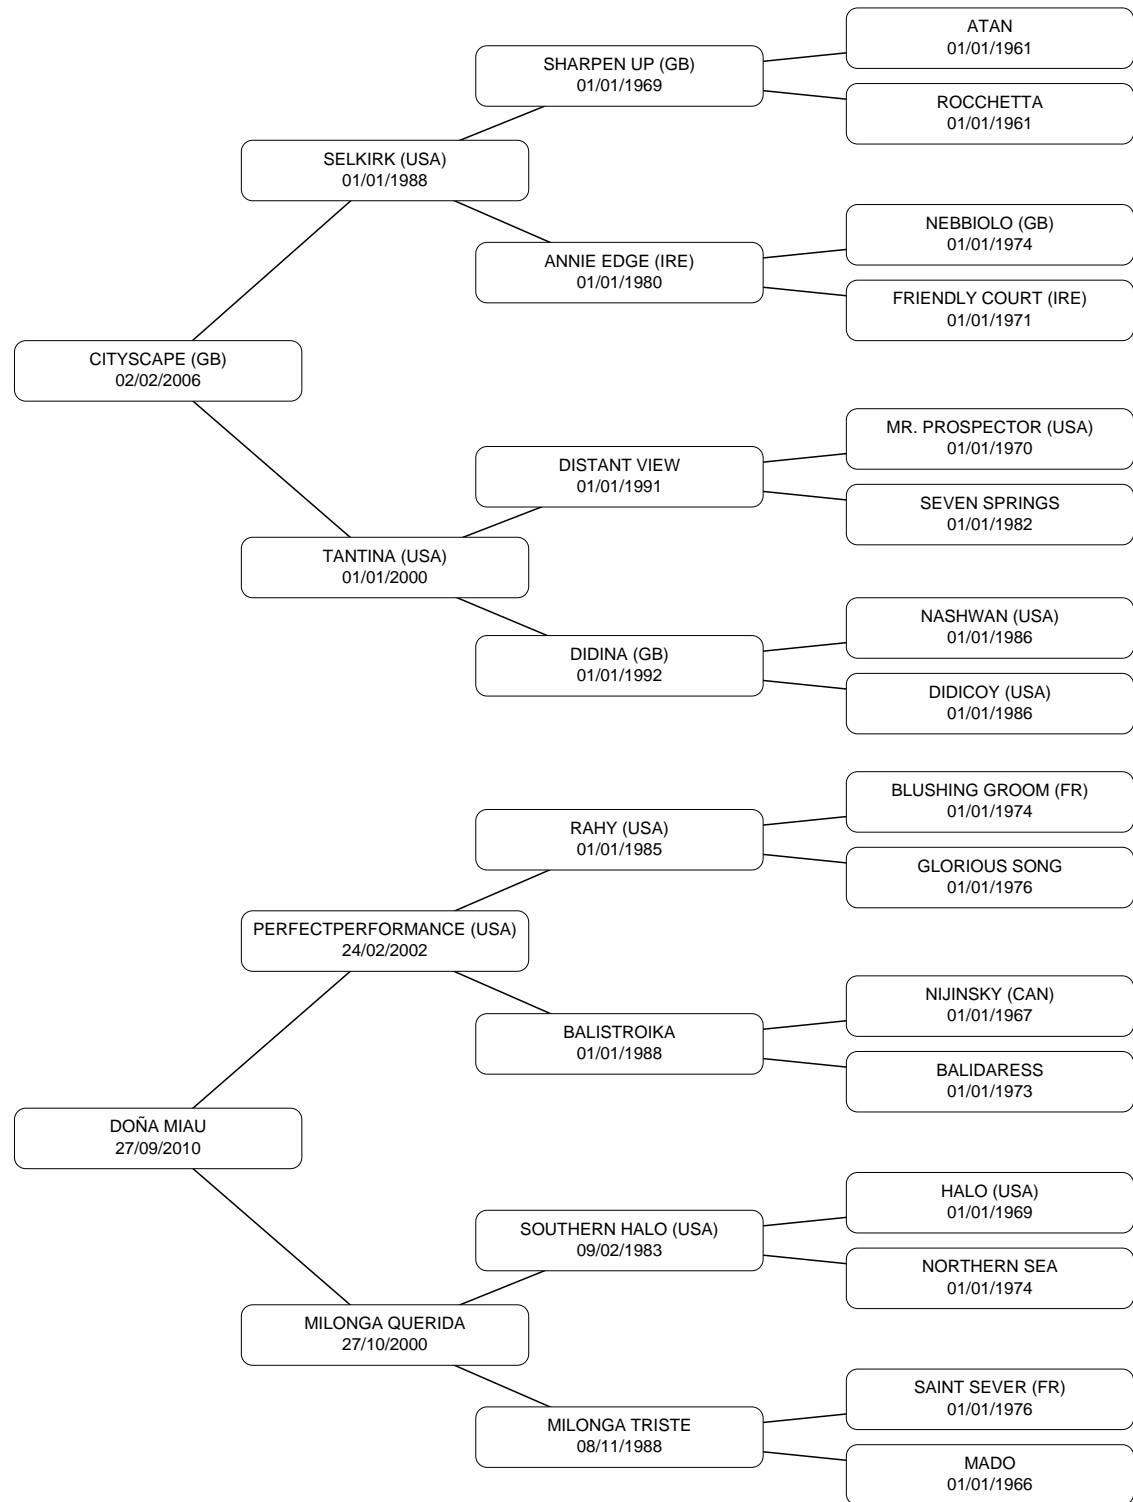 ATAN
01/01/1961
SHARPEN UP (GB)
01/01/1969
ROCCHETTA
01/01/1961
SELKIRK (USA)
01/01/1988
NEBBIOLO (GB)
01/01/1974
ANNIE EDGE (IRE)
01/01/1980
FRIENDLY COURT (IRE)
01/01/1971
CITYSCAPE (GB)
02/02/2006
MR. PROSPECTOR (USA)
01/01/1970
DISTANT VIEW
01/01/1991
SEVEN SPRINGS
01/01/1982
TANTINA (USA)
01/01/2000
NASHWAN (USA)
01/01/1986
DIDINA (GB)
01/01/1992
DIDICOY (USA)
01/01/1986
BLUSHING GROOM (FR)
01/01/1974
RAHY (USA)
01/01/1985
GLORIOUS SONG
01/01/1976
PERFECTPERFORMANCE (USA)
24/02/2002
NIJINSKY (CAN)
01/01/1967
BALISTROIKA
01/01/1988
BALIDARESS
01/01/1973
DOÑA MIAU
27/09/2010
HALO (USA)
01/01/1969
SOUTHERN HALO (USA)
09/02/1983
NORTHERN SEA
01/01/1974
MILONGA QUERIDA
27/10/2000
SAINT SEVER (FR)
01/01/1976
MILONGA TRISTE
08/11/1988
MADO
01/01/1966